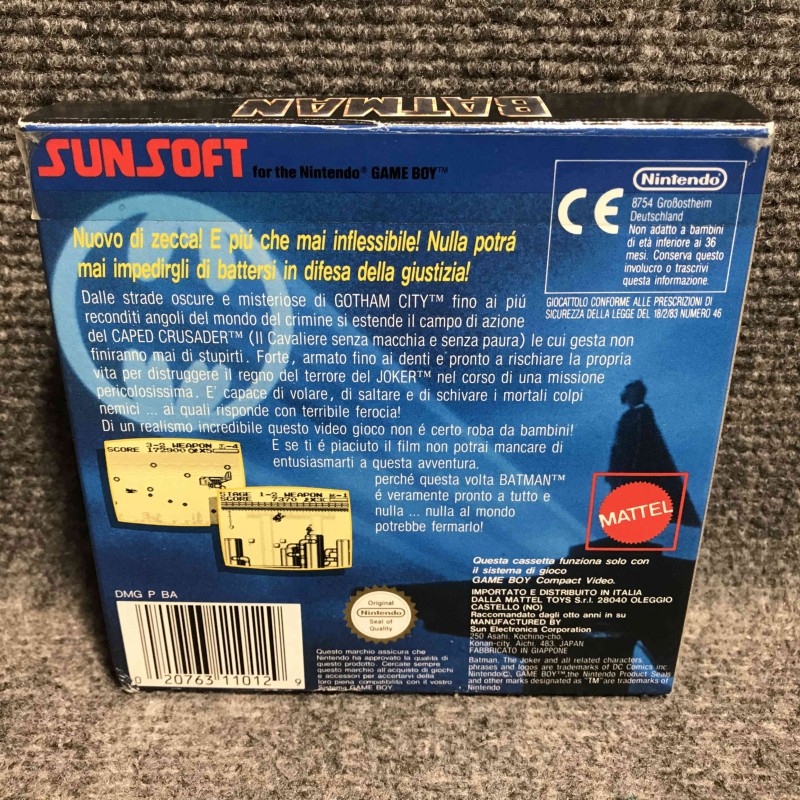 BATMAN
SUNSOFT for the Nintendo® GAME BOY™
Nintendo
CE
8754 Großostheim
Deutschland
Non adatto a bambini
di età inferiore ai 36
mesi. Conserva questo
involucro o trascrivi
questa informazione.
GIOCATTOLO CONFORME ALLE PRESCRIZIONI DI
SICUREZZA DELLA LEGGE DEL 18/2/83 NUMERO 46
Nuovo di zecca! E piú che mai inflessibile! Nulla potrá
mai impedirgli di battersi in difesa della giustizia!
Dalle strade oscure e misteriose di GOTHAM CITY™ fino ai piú
reconditi angoli del mondo del crimine si estende il campo di azione
del CAPED CRUSADER™ (Il Cavaliere senza macchia e senza paura) le cui gesta non
finiranno mai di stupirti. Forte, armato fino ai denti e pronto a rischiare la propria
vita per distruggere il regno del terrore del JOKER™ nel corso di una missione
pericolosissima. E' capace di volare, di saltare e di schivare i mortali colpi
nemici ... ai quali risponde con terribile ferocia!
Di un realismo incredibile questo video gioco non é certo roba da bambini!
E se ti é piaciuto il film non potrai mancare di
entusiasmarti a questa avventura.
perché questa volta BATMAN™
é veramente pronto a tutto e
nulla ... nulla al mondo
potrebbe fermarlo!
3-2 WEAPON
SCORE 172900
STAGE 1-2 WEAPON
SCORE 7370
MATTEL
Questa cassetta funziona solo con
il sistema di gioco
GAME BOY Compact Video.
IMPORTATO E DISTRIBUITO IN ITALIA
DALLA MATTEL TOYS S.r.l. 28040 OLEGGIO
CASTELLO (NO)
Raccomandato dagli otto anni in su
MANUFACTURED BY
Sun Electronics Corporation
250 Asahi, Kochino-cho,
Konan-city, Aichi, 483, JAPAN
FABBRICATO IN GIAPPONE
Batman, The Joker and all related characters,
phrases and logos are trademarks of DC Comics inc.
Nintendo®, GAME BOY™, the Nintendo Product Seals
and other marks designated as "TM" are trademarks of
Nintendo
DMG P BA
0 20763 11012 9
Original
Nintendo
Seal of
Quality
Questo marchio assicura che
Nintendo ha approvato la qualità di
questo prodotto. Cercate sempre
questo marchio all'acquisto di giochi
e accessori per accertarvi della
loro piena compatibilità con il vostro
Sistema GAME BOY